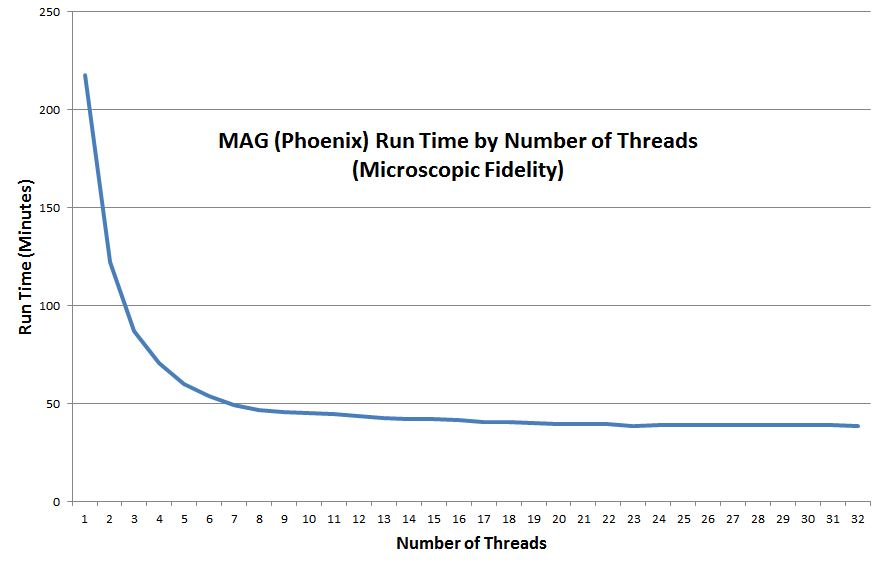 250
200
150
100
50
0
MAG (Phoenix) Run Time by Number of Threads
(Microscopic Fidelity)
Run Time (Minutes)
1 2 3 4 5 6 7 8 9 10 11 12 13 14 15 16 17 18 19 20 21 22 23 24 25 26 27 28 29 30 31 32
Number of Threads